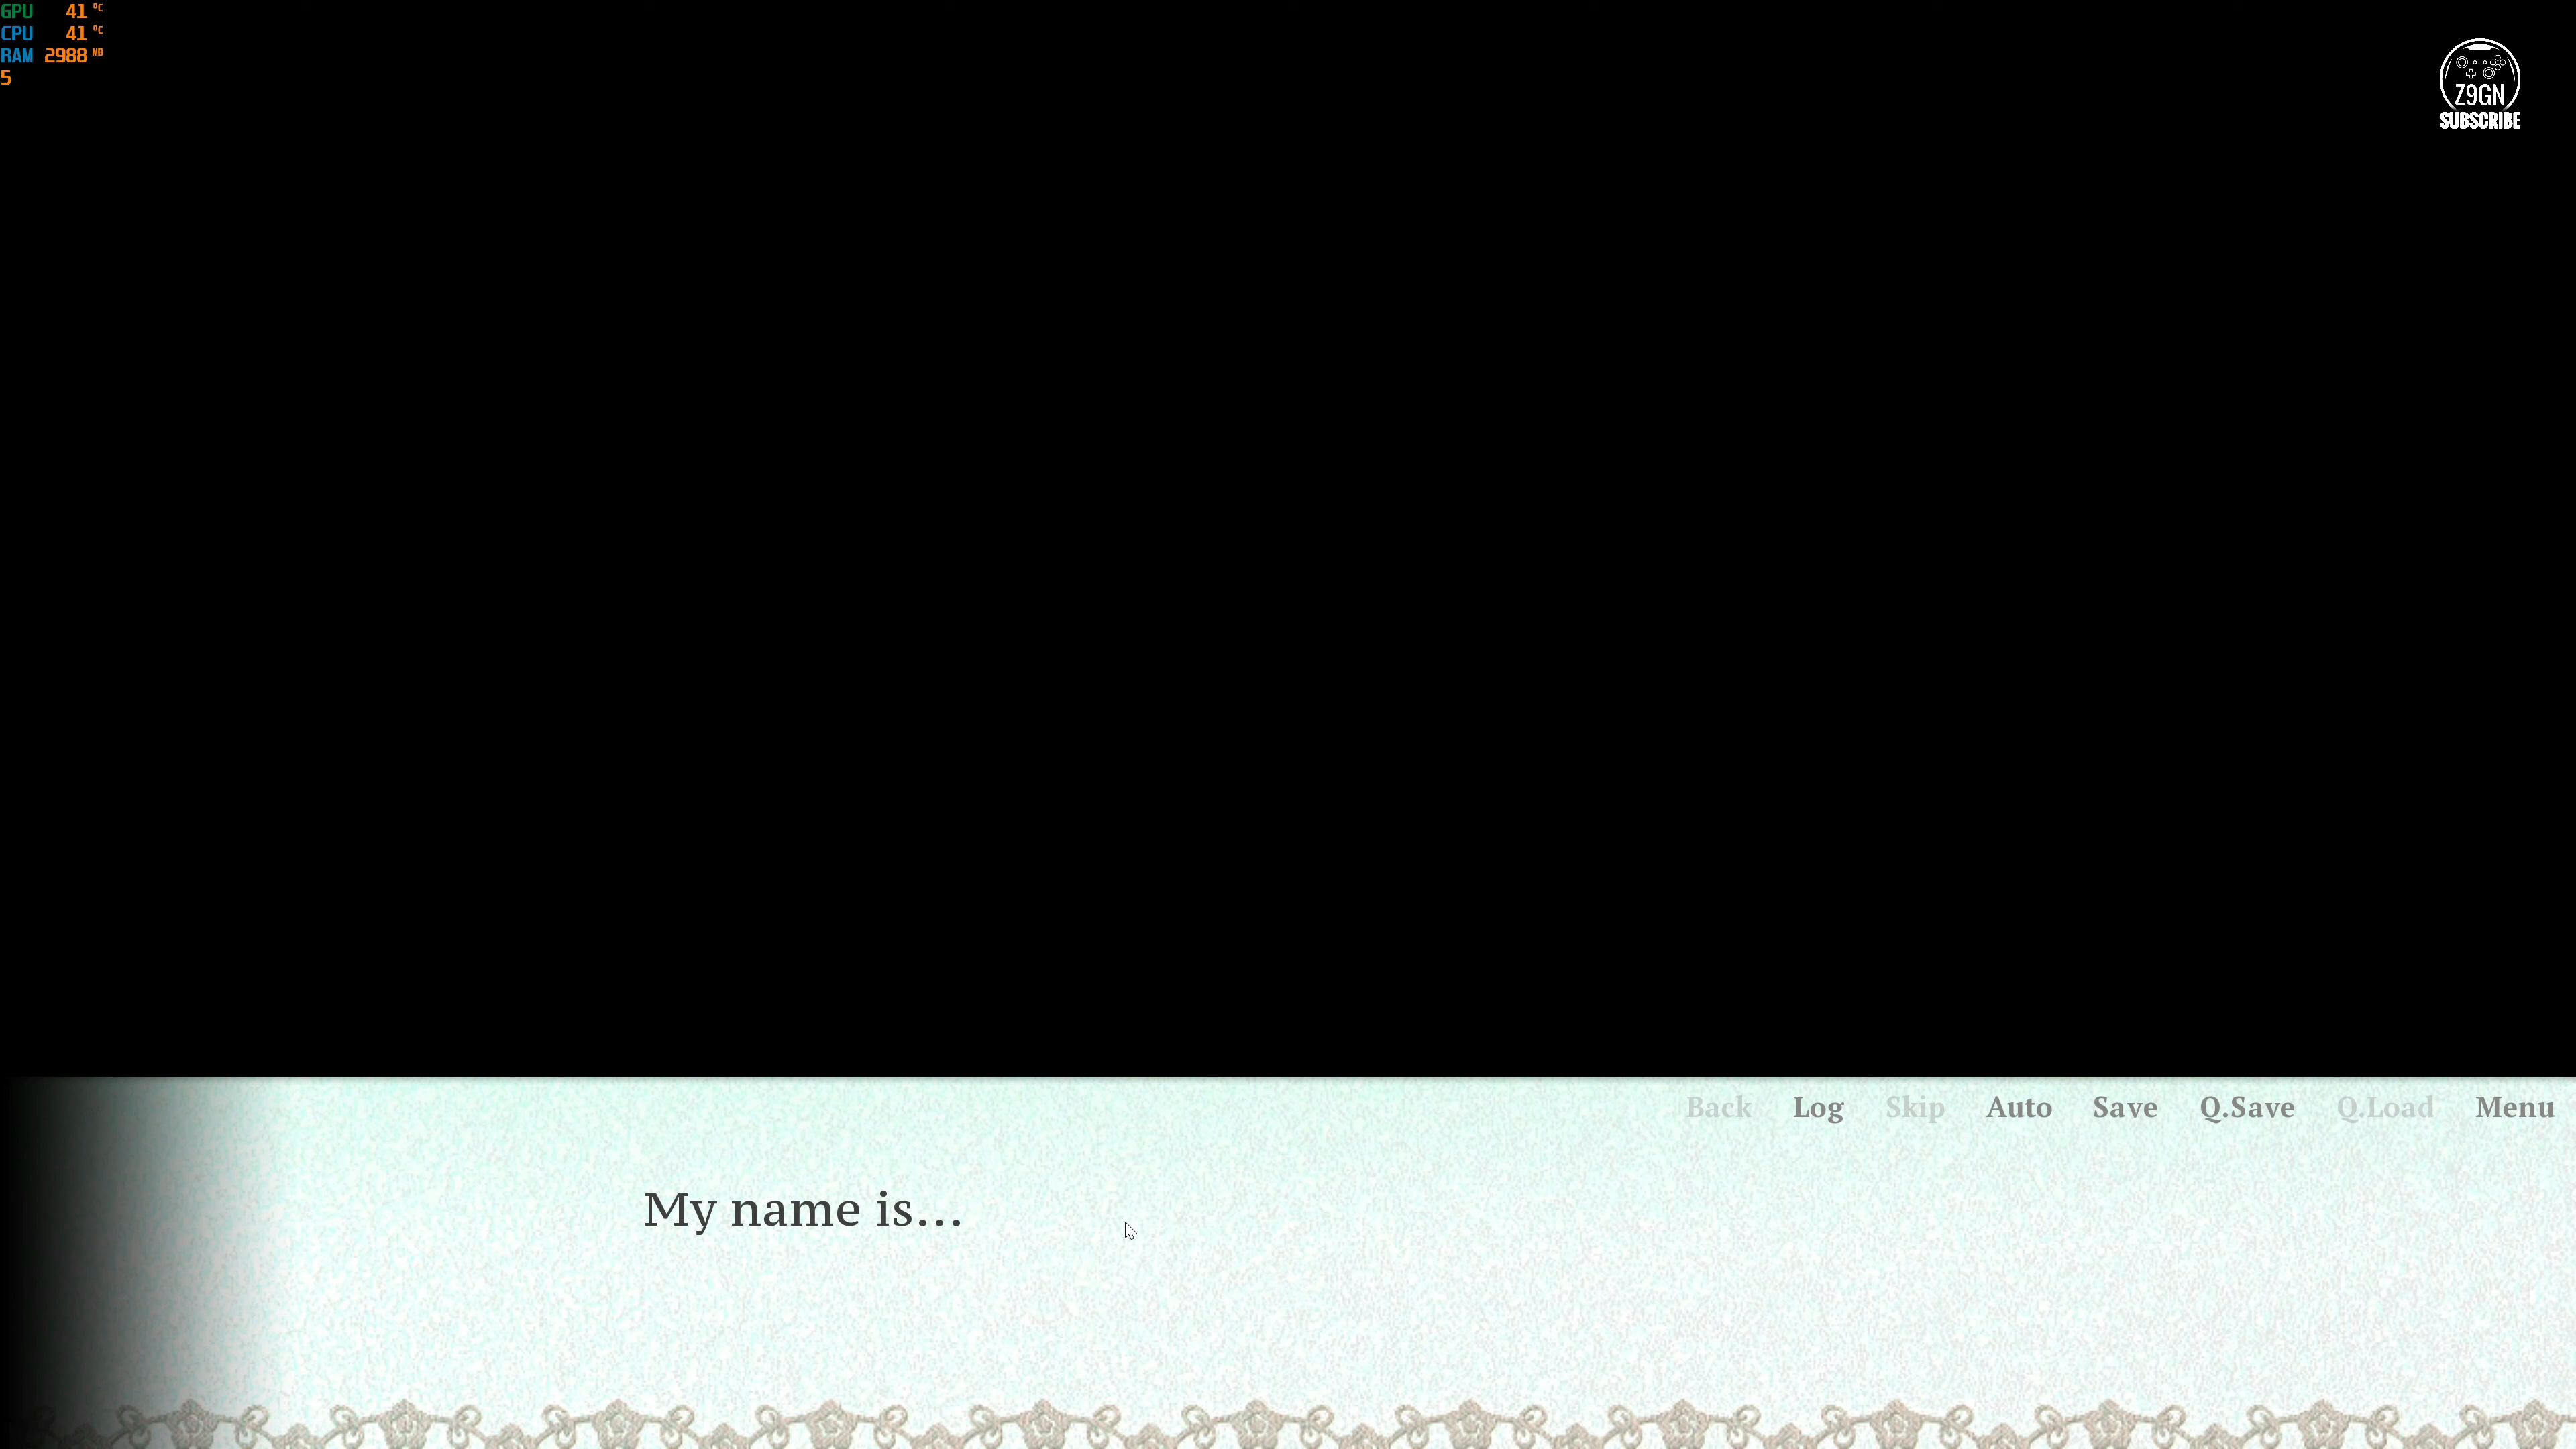 GPU 41 °C
CPU 41 °C
RAM 2988 MB
5
Z9GN
SUBSCRIBE
Back Log Skip Auto Save Q.Save Q.Load Menu
My name is...